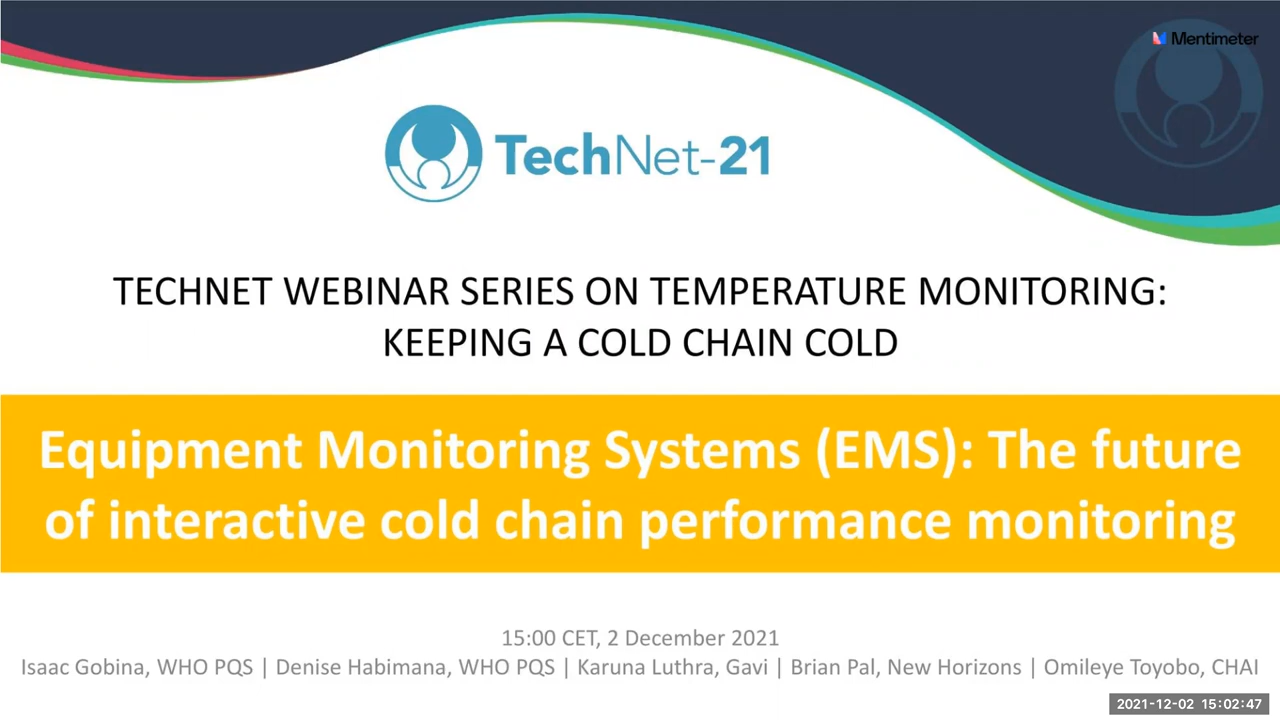 Mentimeter
TechNet-21
TECHNET WEBINAR SERIES ON TEMPERATURE MONITORING:
KEEPING A COLD CHAIN COLD
Equipment Monitoring Systems (EMS): The future
of interactive cold chain performance monitoring
15:00 CET, 2 December 2021
Isaac Gobina, WHO PQS | Denise Habimana, WHO PQS | Karuna Luthra, Gavi | Brian Pal, New Horizons | Omileye Toyobo, CHAI
2021-12-02 15:02:47